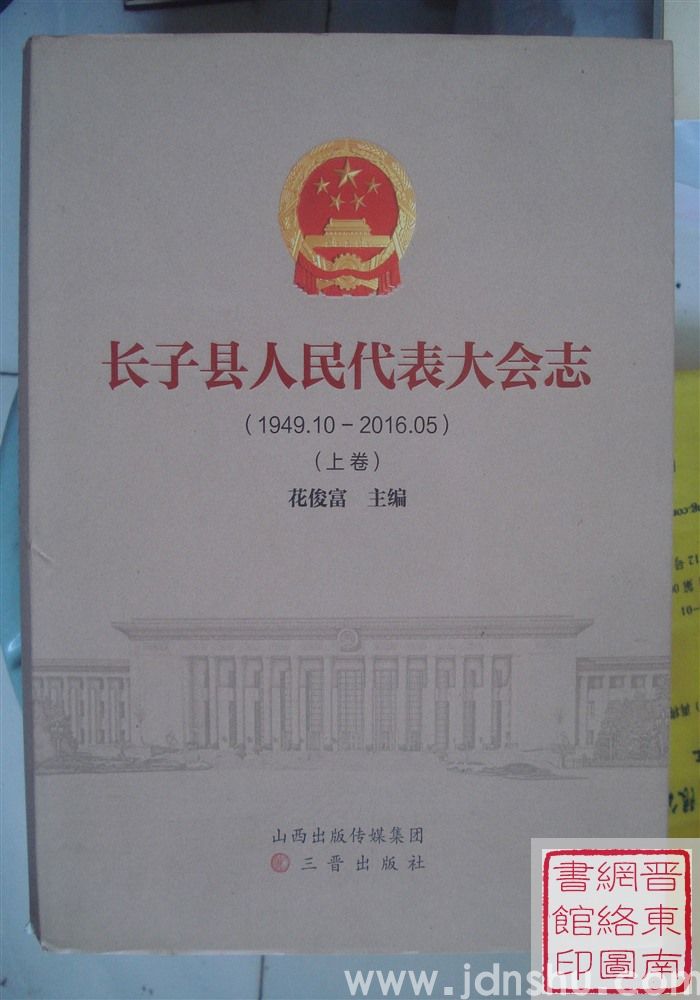 长子县人民代表大会志
（1949.10－2016.05）
（上卷）
花俊富 主编
山西出版传媒集团
三晋出版社
晋東南
網絡圖
書館印
www.jdnshu.com